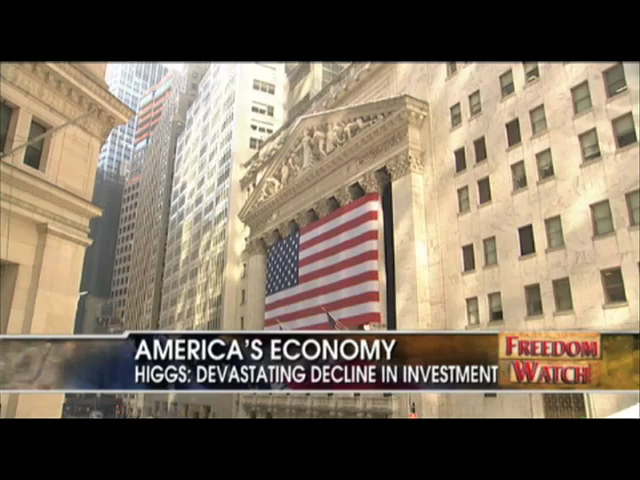 AMERICA'S ECONOMY
HIGGS: DEVASTATING DECLINE IN INVESTMENT
FREEDOM
WATCH